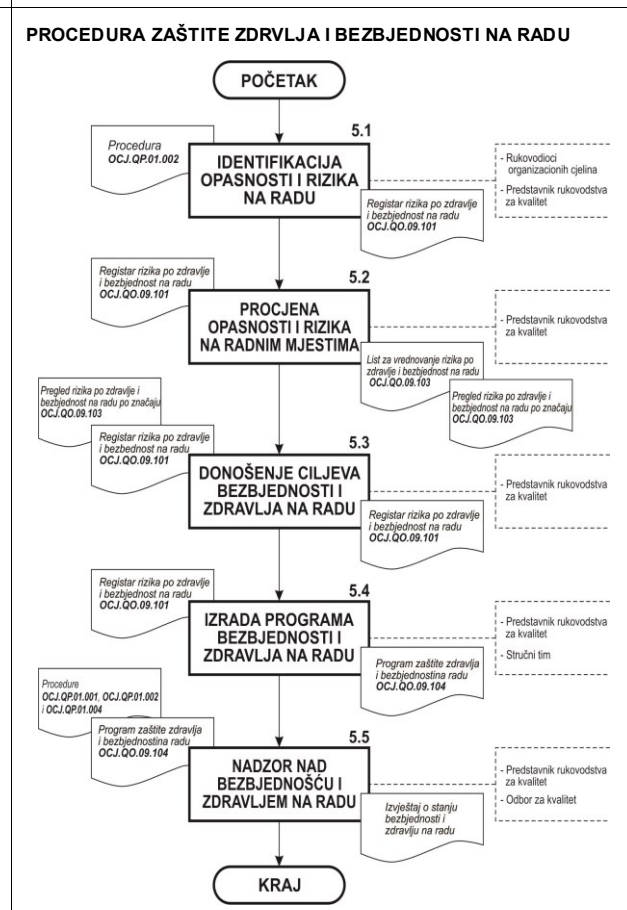 PROCEDURA ZAŠTITE ZDRVLJA I BEZBJEDNOSTI NA RADU
POČETAK
5.1
Procedura
OCJ.QP.01.002
IDENTIFIKACIJA
OPASNOSTI I RIZIKA
NA RADU
- Rukovodioci
organizacionih cjelina
- Predstavnik rukovodstva
za kvalitet
Registar rizika po zdravlje
i bezbjednost na radu
OCJ.QO.09.101
5.2
Registar rizika po zdravlje
i bezbjednost na radu
OCJ.QO.09.101
PROCJENA
OPASNOSTI I RIZIKA
NA RADNIM MJESTIMA
- Predstavnik rukovodstva
za kvalitet
List za vrednovanje rizika po
zdravlje i bezbjednost na radu
OCJ.QO.09.103
Pregled rizika po zdravlje i
bezbjednost na radu po značaju
OCJ.QO.09.103
5.3
Pregled rizika po zdravlje i
bezbjednost na radu po značaju
OCJ.QO.09.103
Registar rizika po zdravlje
i bezbednost na radu
OCJ.QO.09.101
DONOŠENJE CILJEVA
BEZBJEDNOSTI I
ZDRAVLJA NA RADU
- Predstavnik rukovodstva
za kvalitet
Registar rizika po zdravlje
i bezbjednost na radu
OCJ.QO.09.101
5.4
Registar rizika po zdravlje
i bezbjednost na radu
OCJ.QO.09.101
IZRADA PROGRAMA
BEZBJEDNOSTI I
ZDRAVLJA NA RADU
- Predstavnik rukovodstva
za kvalitet
- Stručni tim
Program zaštite zdravlja
i bezbjednostina radu
OCJ.QO.09.104
5.5
Procedure
OCJ.QP.01.001, OCJ.QP.01.002
i OCJ.QP.01.004
Program zaštite zdravlja
i bezbjednostina radu
OCJ.QO.09.104
NADZOR NAD
BEZBJEDNOŠĆU I
ZDRAVLJEM NA RADU
- Predstavnik rukovodstva
za kvalitet
- Odbor za kvalitet
Izvještaj o stanju
bezbjednosti i
zdravlju na radu
KRAJ